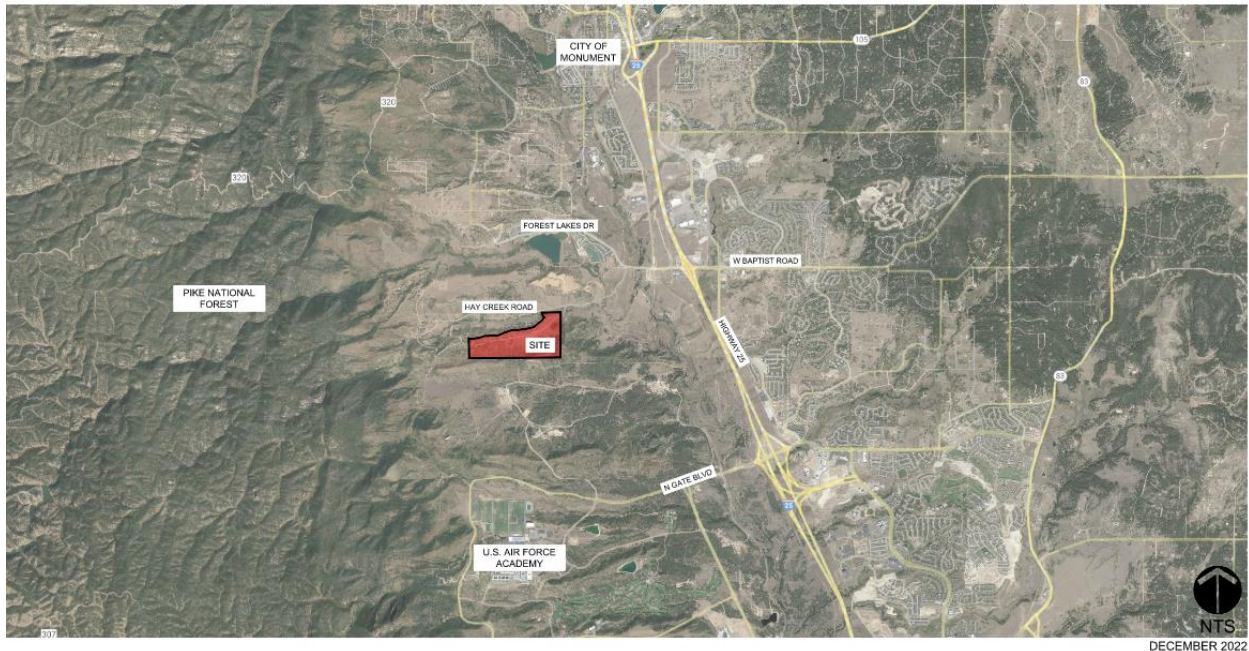 CITY OF
MONUMENT
25
105
83
320
320
FOREST LAKES DR
W BAPTIST ROAD
PIKE NATIONAL
FOREST
HAY CREEK ROAD
SITE
HIGHWAY 25
83
N GATE BLVD
25
U.S. AIR FORCE
ACADEMY
NTS
307
DECEMBER 2022